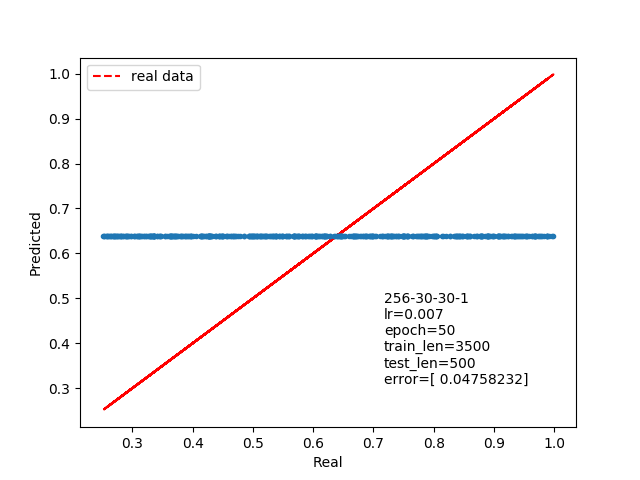 real data
1.0
0.9
0.8
0.7
0.6
0.5
0.4
0.3
Predicted
256-30-30-1
lr=0.007
epoch=50
train_len=3500
test_len=500
error=[ 0.04758232]
0.3 0.4 0.5 0.6 0.7 0.8 0.9 1.0
Real